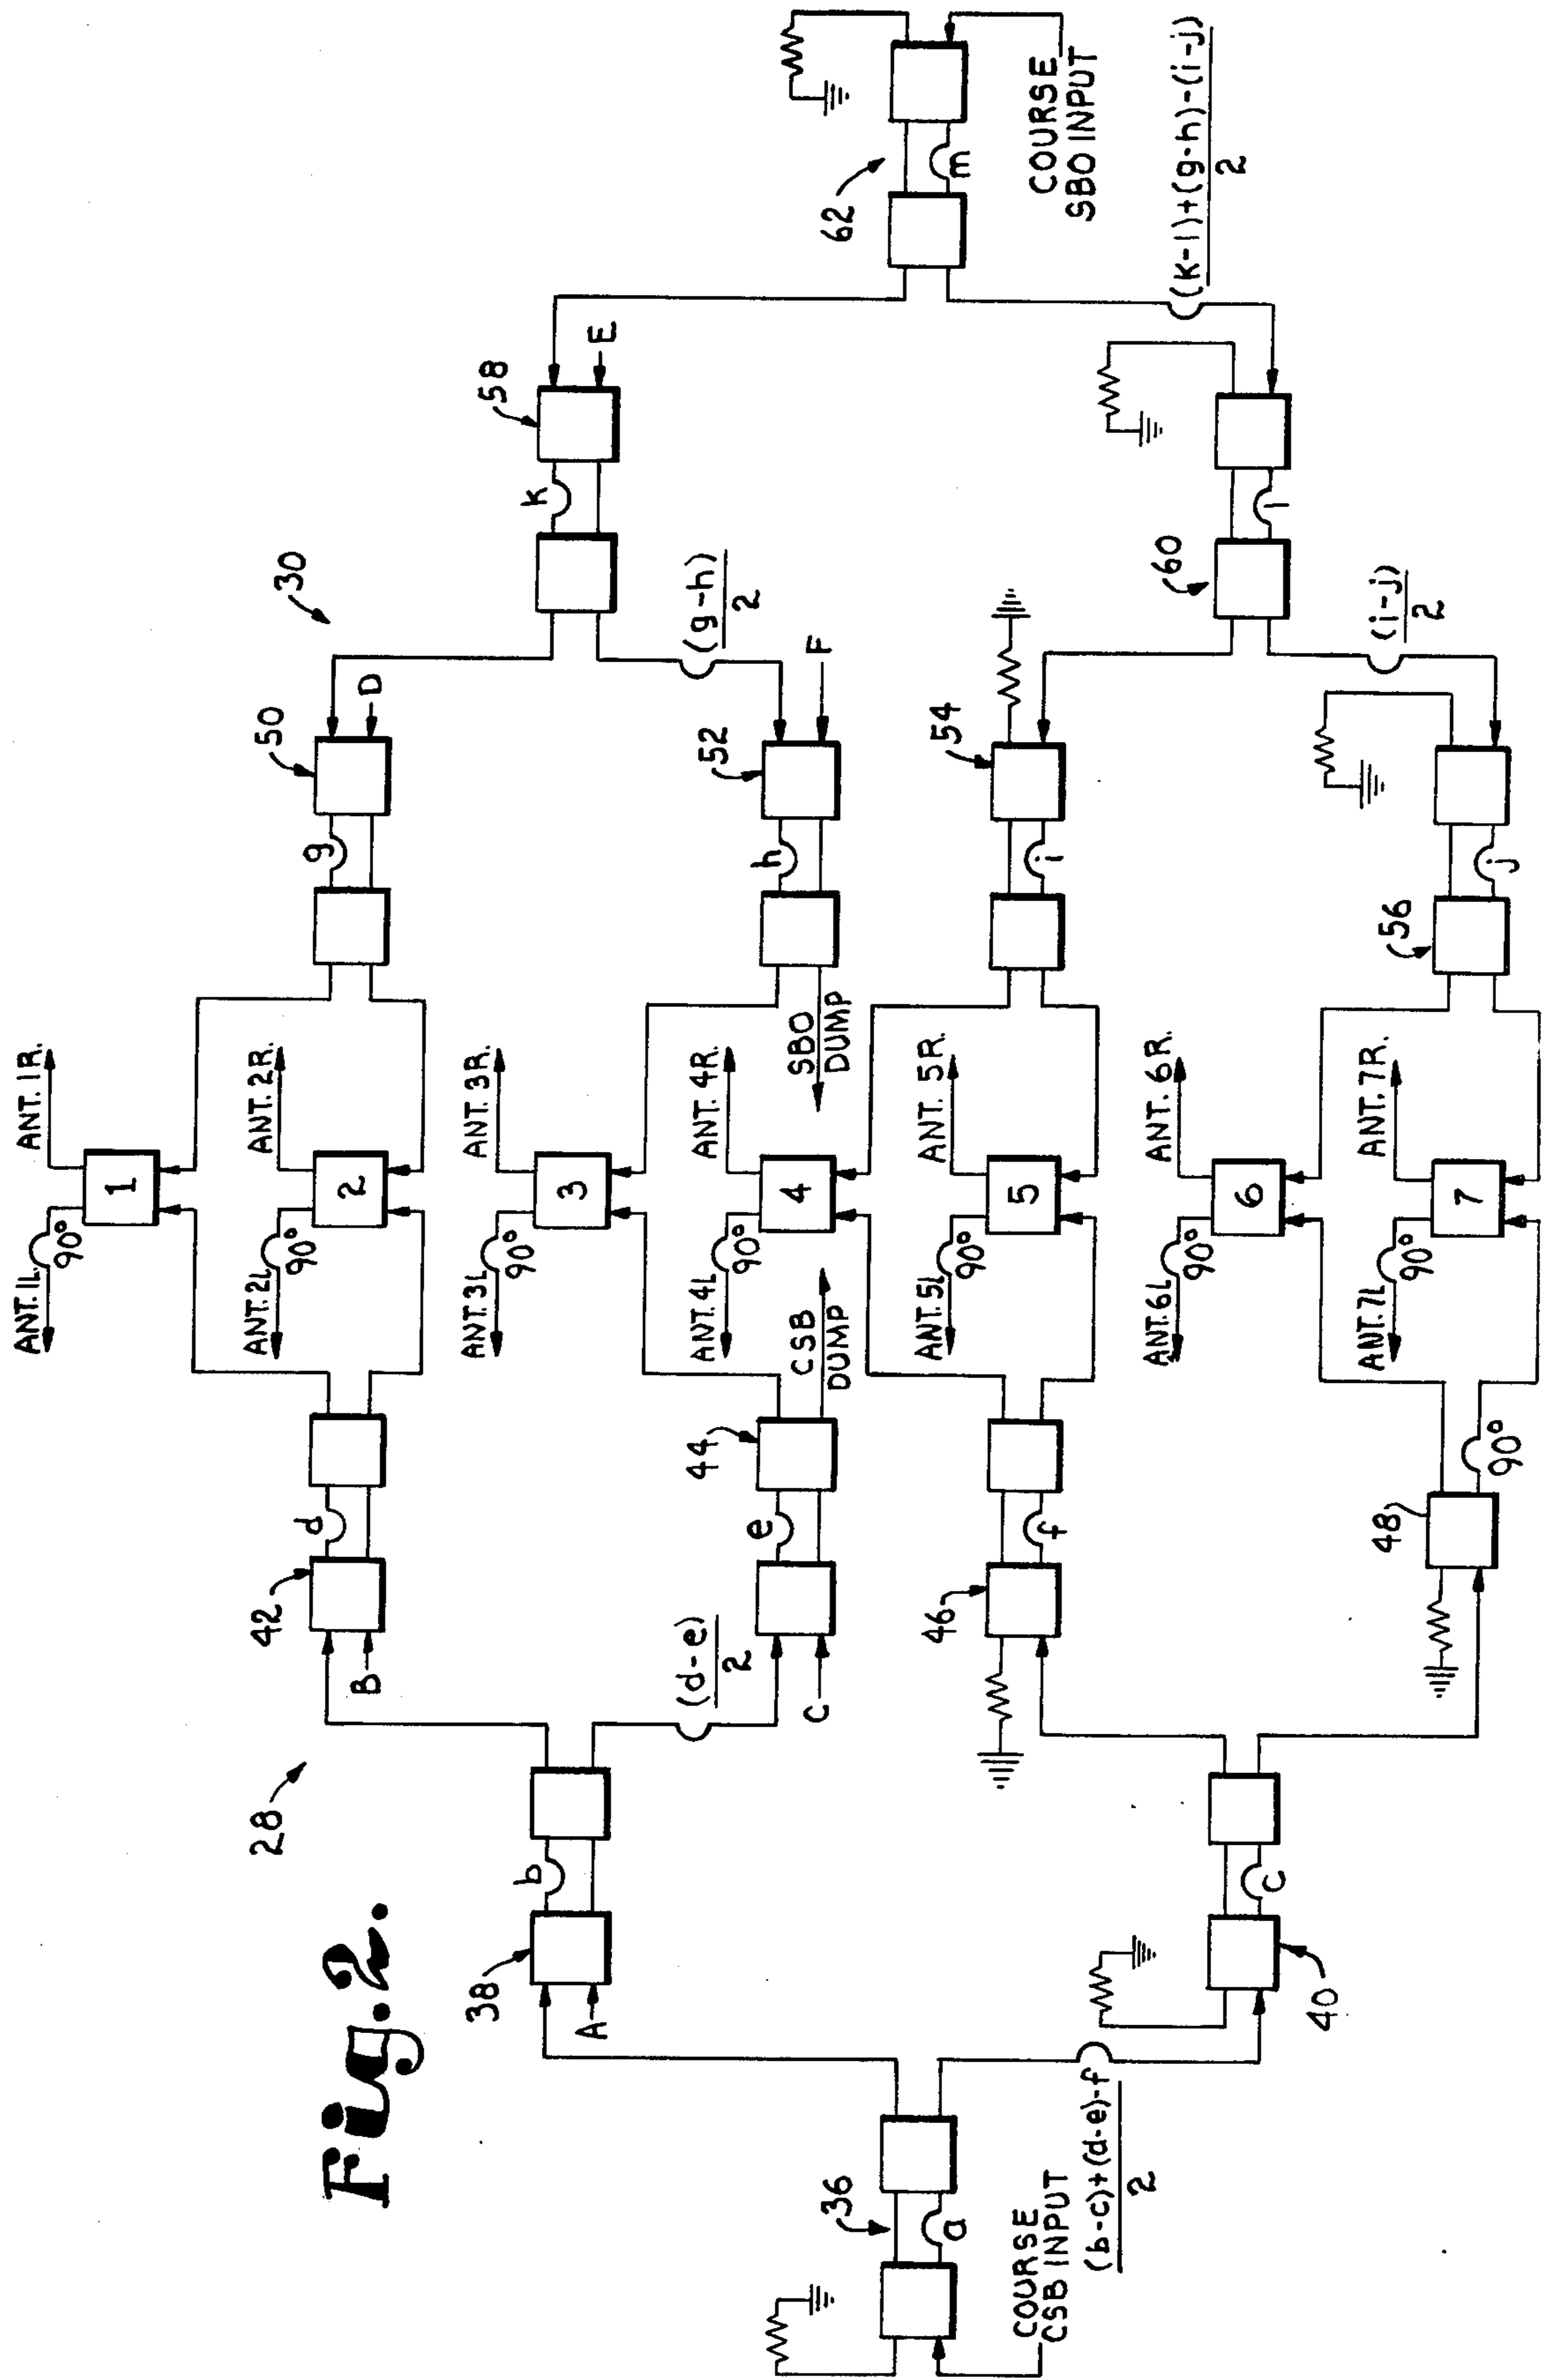 Fig. 2.
28
30
36
a
COURSE
CSB INPUT
(b-c)+(d-e)-f
2
38
A
b
40
c
42
B
d
(d-e)
2
44
C
e
CSB
DUMP
46
f
48
90°
ANT. 1L.
90°
1
ANT. 1R.
ANT. 2L
90°
2
ANT. 2R.
ANT. 3L
90°
3
ANT. 3R.
ANT. 4L
90°
4
ANT. 4R.
ANT. 5L
90°
5
ANT. 5R.
ANT. 6L
90°
6
ANT. 6R.
ANT. 7L
90°
7
ANT. 7R.
50
g
D
52
h
F
SBO
DUMP
(g-h)
2
54
i
56
j
(i-j)
2
58
k
E
60
l
62
m
COURSE
SBO INPUT
(k-l)+(g-h)-(i-j)
2